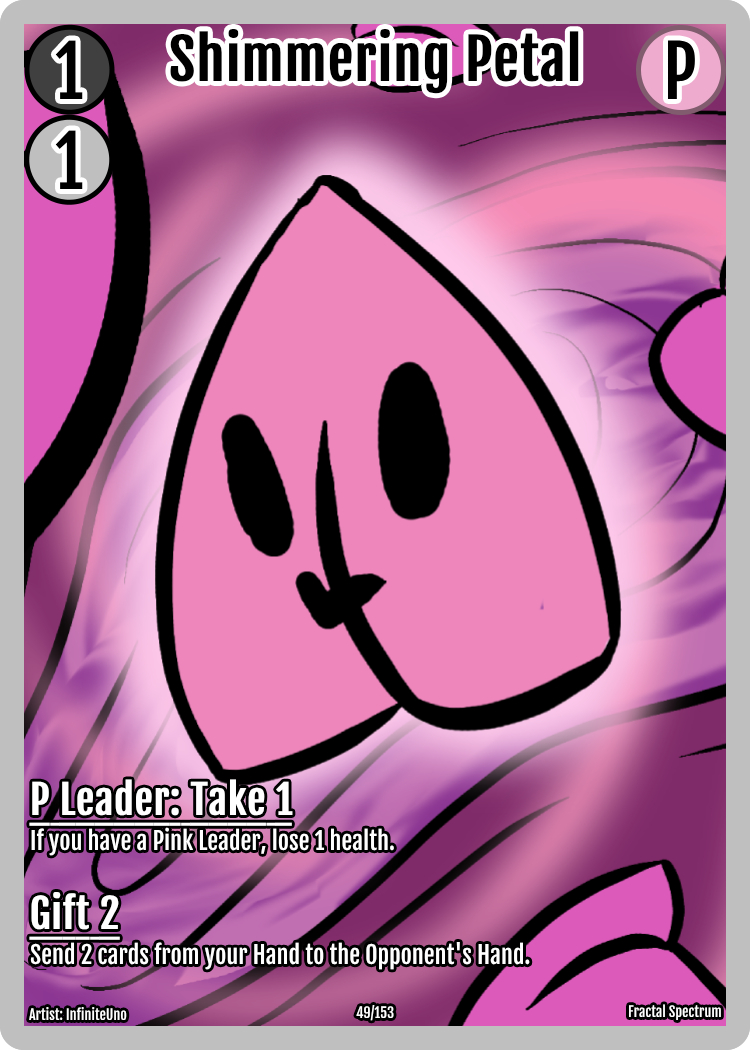 1
Shimmering Petal
P
1
P Leader: Take 1
If you have a Pink Leader, lose 1 health.
Gift 2
Send 2 cards from your Hand to the Opponent's Hand.
Artist: InfiniteUno
49/153
Fractal Spectrum